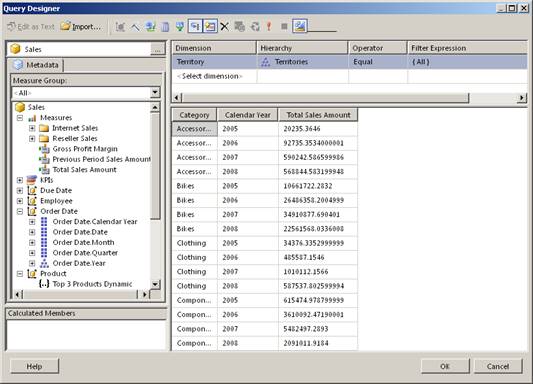 Query Designer
Edit as Text Import...
Sales ...
Metadata
Measure Group:
<All>
Sales
Measures
Internet Sales
Reseller Sales
Gross Profit Margin
Previous Period Sales Amount
Total Sales Amount
KPIs
Due Date
Employee
Order Date
Order Date.Calendar Year
Order Date.Date
Order Date.Month
Order Date.Quarter
Order Date.Year
Product
Top 3 Products Dynamic
Calculated Members
Dimension Hierarchy Operator Filter Expression
Territory Territories Equal { All }
<Select dimension>
Category Calendar Year Total Sales Amount
Accessor... 2005 20235.3646
Accessor... 2006 92735.3534000001
Accessor... 2007 590242.586599986
Accessor... 2008 568844.583199948
Bikes 2005 10661722.2832
Bikes 2006 26486358.2004999
Bikes 2007 34910877.690401
Bikes 2008 22561568.0336008
Clothing 2005 34376.3352999999
Clothing 2006 485587.1546
Clothing 2007 1010112.1566
Clothing 2008 587537.802599994
Compon... 2005 615474.978799999
Compon... 2006 3610092.47190001
Compon... 2007 5482497.2893
Compon... 2008 2091011.9184
Help OK Cancel